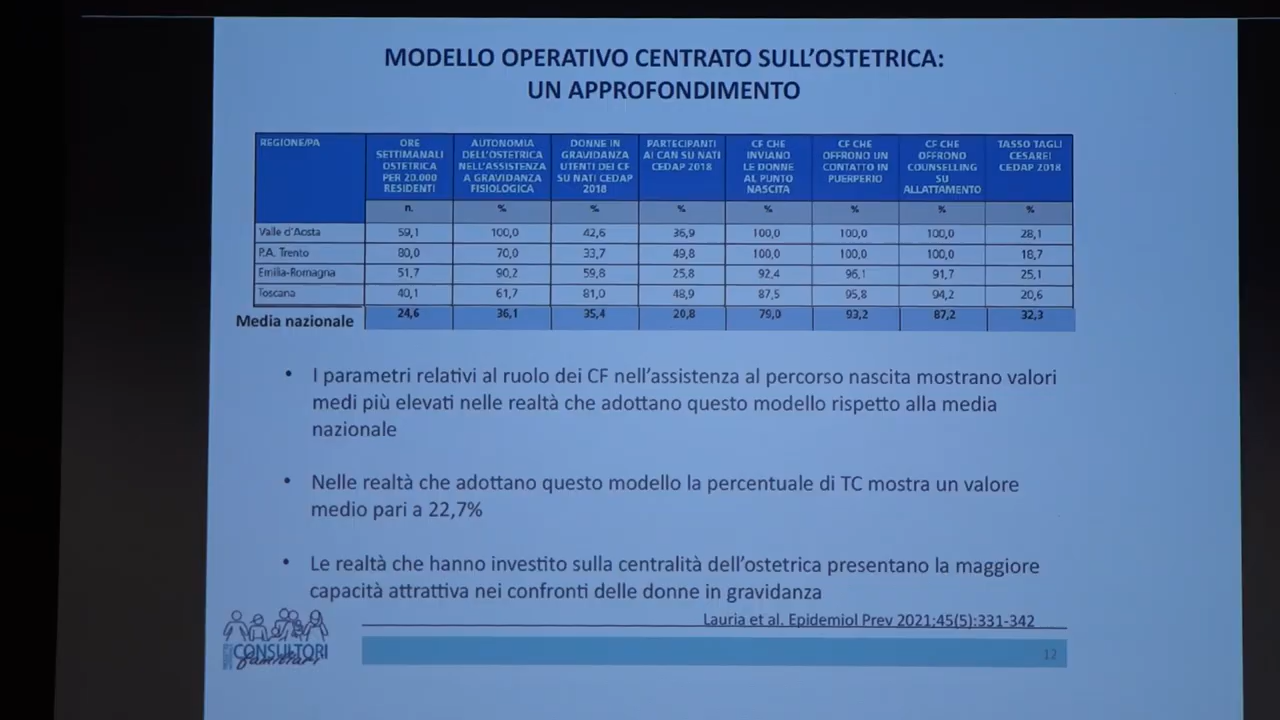 MODELLO OPERATIVO CENTRATO SULL'OSTETRICA:
UN APPROFONDIMENTO
REGIONE/PA | ORE SETTIMANALI OSTETRICA PER 20.000 RESIDENTI | AUTONOMIA DELL'OSTETRICA NELL'ASSISTENZA A GRAVIDANZA FISIOLOGICA | DONNE IN GRAVIDANZA UTENTI DEI CF SU NATI CEDAP 2018 | PARTECIPANTI AI CAN SU NATI CEDAP 2018 | CF CHE INVIANO LE DONNE AL PUNTO NASCITA | CF CHE OFFRONO UN CONTATTO IN PUERPERIO | CF CHE OFFRONO COUNSELLING SU ALLATTAMENTO | TASSO TAGLI CESAREI CEDAP 2018
n. | % | % | % | % | % | % | %
Valle d'Aosta | 59,1 | 100,0 | 42,6 | 36,9 | 100,0 | 100,0 | 100,0 | 28,1
P.A. Trento | 80,0 | 70,0 | 33,7 | 49,8 | 100,0 | 100,0 | 100,0 | 18,7
Emilia-Romagna | 51,7 | 90,2 | 59,8 | 25,8 | 92,4 | 96,1 | 91,7 | 25,1
Toscana | 40,1 | 61,7 | 81,0 | 48,9 | 87,5 | 95,8 | 94,2 | 20,6
Media nazionale | 24,6 | 36,1 | 35,4 | 20,8 | 79,0 | 93,2 | 87,2 | 32,3
• I parametri relativi al ruolo dei CF nell'assistenza al percorso nascita mostrano valori
medi più elevati nelle realtà che adottano questo modello rispetto alla media
nazionale
• Nelle realtà che adottano questo modello la percentuale di TC mostra un valore
medio pari a 22,7%
• Le realtà che hanno investito sulla centralità dell'ostetrica presentano la maggiore
capacità attrattiva nei confronti delle donne in gravidanza
Lauria et al. Epidemiol Prev 2021;45(5):331-342
CONSULTORI
familiari
12